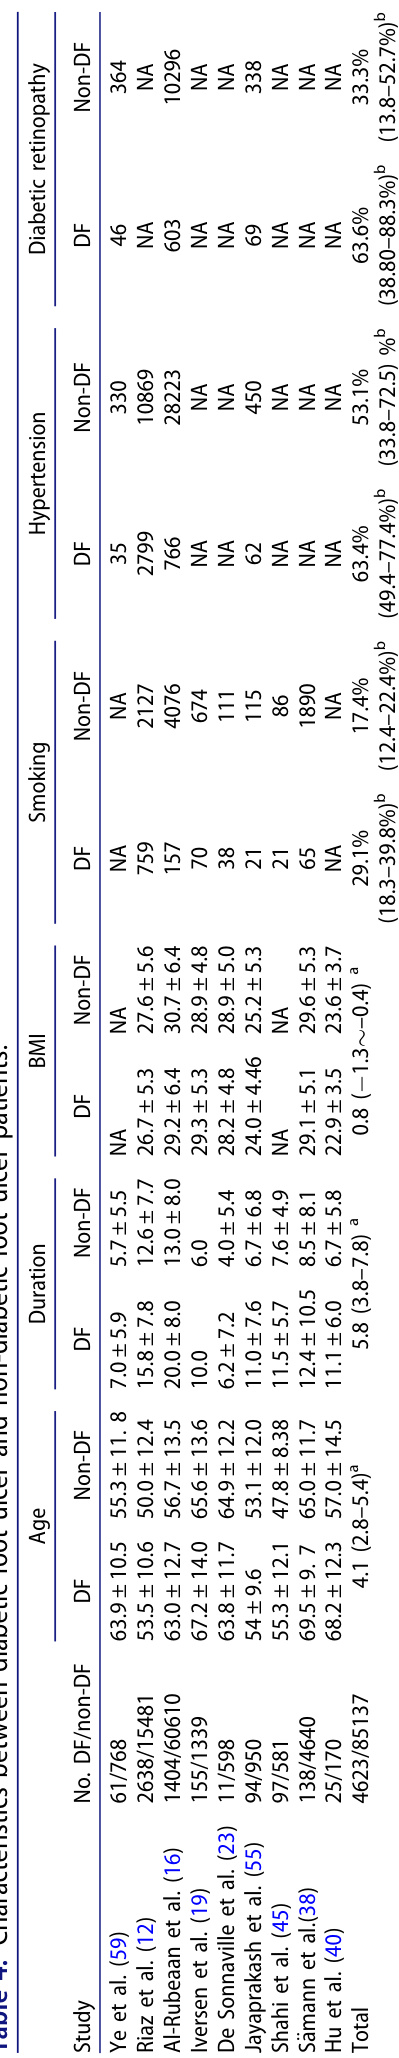 Table 4. Characteristics between diabetic foot ulcer and non-diabetic foot ulcer patients.
Age Duration BMI Smoking Hypertension Diabetic retinopathy
Study No. DF/non-DF DF Non-DF DF Non-DF DF Non-DF DF Non-DF DF Non-DF DF Non-DF
Ye et al. (59) 61/768 63.9 ± 10.5 55.3 ± 11. 8 7.0 ± 5.9 5.7 ± 5.5 NA NA NA NA 35 330 46 364
Riaz et al. (12) 2638/15481 53.5 ± 10.6 50.0 ± 12.4 15.8 ± 7.8 12.6 ± 7.7 26.7 ± 5.3 27.6 ± 5.6 759 2127 2799 10869 NA NA
Al-Rubeaan et al. (16) 1404/60610 63.0 ± 12.7 56.7 ± 13.5 20.0 ± 8.0 13.0 ± 8.0 29.2 ± 6.4 30.7 ± 6.4 157 4076 766 28223 603 10296
Iversen et al. (19) 155/1339 67.2 ± 14.0 65.6 ± 13.6 10.0 6.0 29.3 ± 5.3 28.9 ± 4.8 70 674 NA NA NA NA
De Sonnaville et al. (23) 11/598 63.8 ± 11.7 64.9 ± 12.2 6.2 ± 7.2 4.0 ± 5.4 28.2 ± 4.8 28.9 ± 5.0 38 111 NA NA NA NA
Jayaprakash et al. (55) 94/950 54 ± 9.6 53.1 ± 12.0 11.0 ± 7.6 6.7 ± 6.8 24.0 ± 4.46 25.2 ± 5.3 21 115 62 450 69 338
Shahi et al. (45) 97/581 55.3 ± 12.1 47.8 ± 8.38 11.5 ± 5.7 7.6 ± 4.9 NA NA 21 86 NA NA NA NA
Sämann et al.(38) 138/4640 69.5 ± 9. 7 65.0 ± 11.7 12.4 ± 10.5 8.5 ± 8.1 29.1 ± 5.1 29.6 ± 5.3 65 1890 NA NA NA NA
Hu et al. (40) 25/170 68.2 ± 12.3 57.0 ± 14.5 11.1 ± 6.0 6.7 ± 5.8 22.9 ± 3.5 23.6 ± 3.7 NA NA NA NA NA NA
Total 4623/85137 4.1 (2.8–5.4)ᵃ 5.8 (3.8–7.8) ᵃ 0.8 (−1.3∼−0.4) ᵃ 29.1% 17.4% 63.4% 53.1% 63.6% 33.3%
(18.3–39.8%)ᵇ (12.4–22.4%)ᵇ (49.4–77.4%)ᵇ (33.8–72.5) %ᵇ (38.80–88.3%)ᵇ (13.8–52.7%)ᵇ